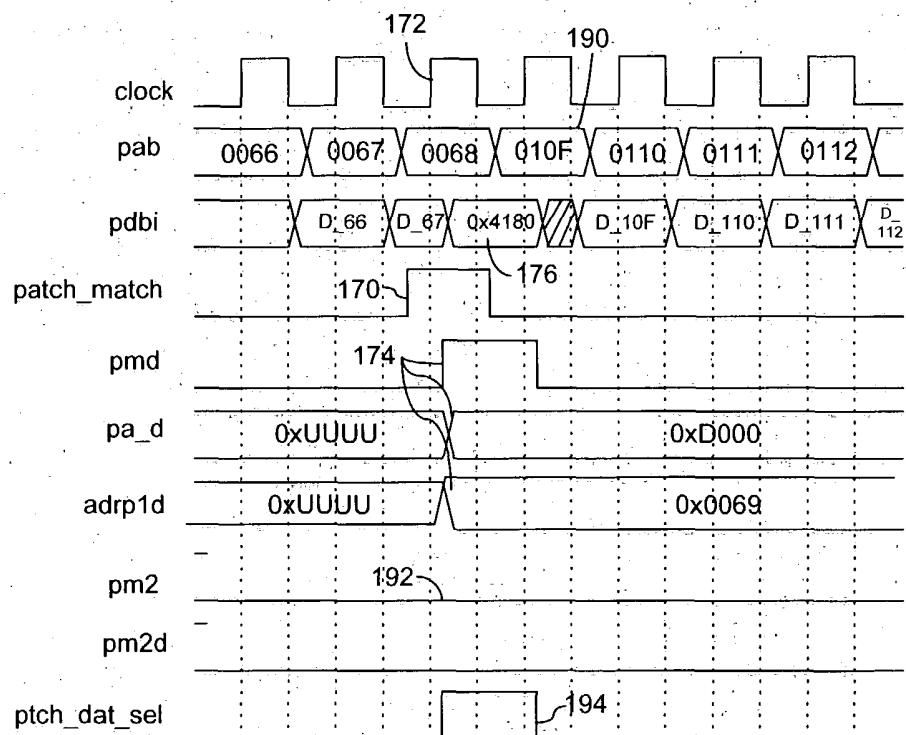 172
190
clock
pab 0066 0067 0068 010F 0110 0111 0112
pdbi D_66 D_67 0x4180 D_10F D_110 D_111 D_
112
176
patch_match 170
174
pmd
pa_d 0xUUUU 0xD000
adrp1d 0xUUUU 0x0069
pm2 192
pm2d
ptch_dat_sel 194